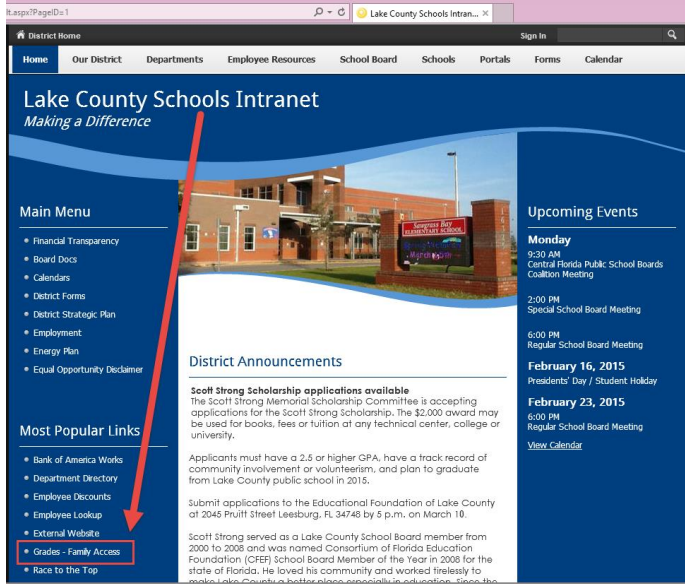 lt.aspx?PageID=1
Lake County Schools Intran...
District Home
Sign In
Home Our District Departments Employee Resources School Board Schools Portals Forms Calendar
Lake County Schools Intranet
Making a Difference
Main Menu
Financial Transparency
Board Docs
Calendars
District Forms
District Strategic Plan
Employment
Energy Plan
Equal Opportunity Disclaimer
Most Popular Links
Bank of America Works
Department Directory
Employee Discounts
Employee Lookup
External Website
Grades - Family Access
Race to the Top
Sawgrass Bay
ELEMENTARY SCHOOL
District Announcements
Scott Strong Scholarship applications available
The Scott Strong Memorial Scholarship Committee is accepting
applications for the Scott Strong Scholarship. The $2,000 award may
be used for books, fees or tuition at any technical center, college or
university.
Applicants must have a 2.5 or higher GPA, have a track record of
community involvement or volunteerism, and plan to graduate
from Lake County public school in 2015.
Submit applications to the Educational Foundation of Lake County
at 2045 Pruitt Street Leesburg, FL 34748 by 5 p.m. on March 10.
Scott Strong served as a Lake County School Board member from
2000 to 2008 and was named Consortium of Florida Education
Foundation (CFEF) School Board Member of the Year in 2008 for the
state of Florida. He loved his community and worked tirelessly to
make Lake County a better place especially in education. Since the
Upcoming Events
Monday
9:30 AM
Central Florida Public School Boards
Coalition Meeting
2:00 PM
Special School Board Meeting
6:00 PM
Regular School Board Meeting
February 16, 2015
Presidents' Day / Student Holiday
February 23, 2015
6:00 PM
Regular School Board Meeting
View Calendar